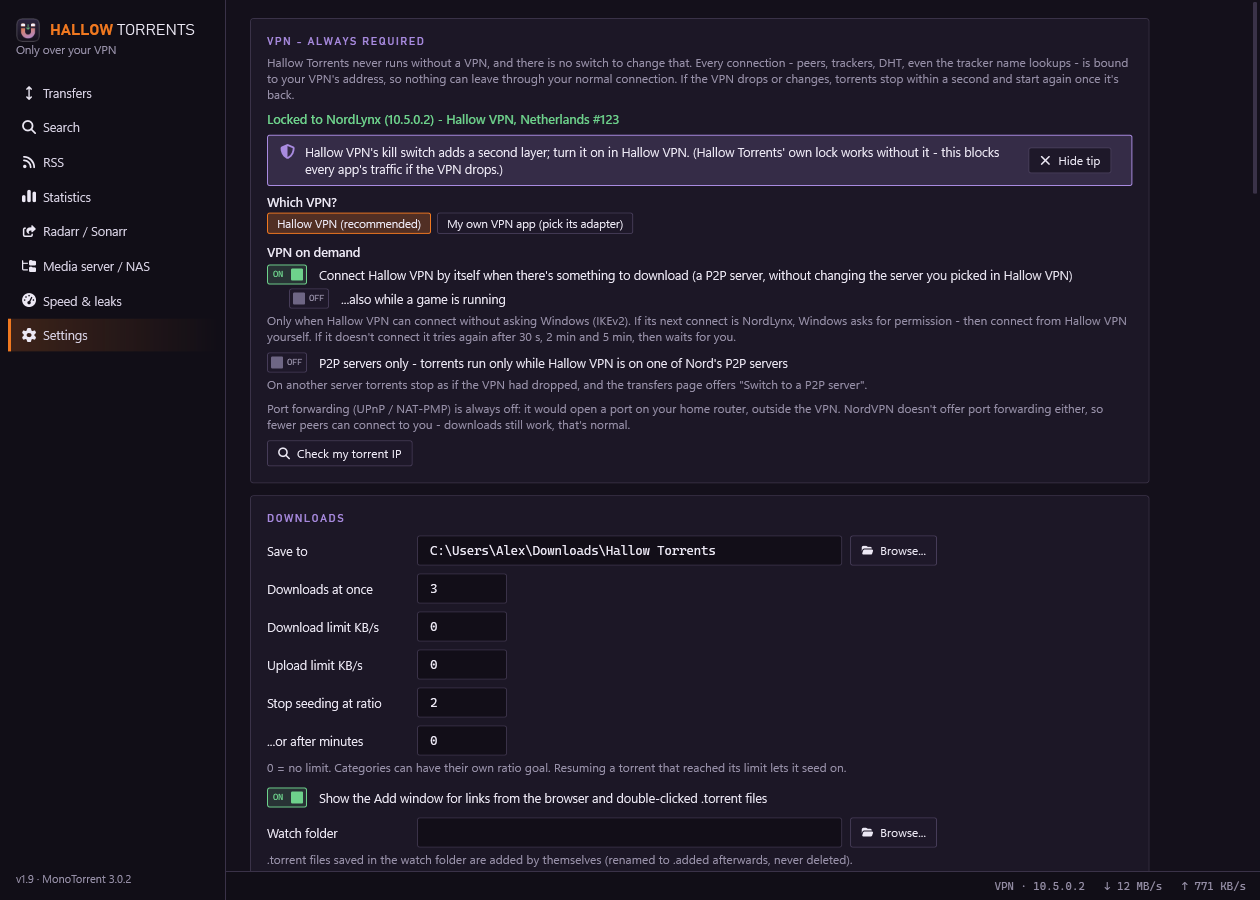 HALLOW TORRENTS
Only over your VPN
Transfers
Search
RSS
Statistics
Radarr / Sonarr
Media server / NAS
Speed & leaks
Settings
v1.9 · MonoTorrent 3.0.2
VPN - ALWAYS REQUIRED
Hallow Torrents never runs without a VPN, and there is no switch to change that. Every connection - peers, trackers, DHT, even the tracker name lookups - is bound
to your VPN's address, so nothing can leave through your normal connection. If the VPN drops or changes, torrents stop within a second and start again once it's
back.
Locked to NordLynx (10.5.0.2) - Hallow VPN, Netherlands #123
Hallow VPN's kill switch adds a second layer; turn it on in Hallow VPN. (Hallow Torrents' own lock works without it - this blocks
every app's traffic if the VPN drops.)
Hide tip
Which VPN?
Hallow VPN (recommended)
My own VPN app (pick its adapter)
VPN on demand
ON
Connect Hallow VPN by itself when there's something to download (a P2P server, without changing the server you picked in Hallow VPN)
OFF
...also while a game is running
Only when Hallow VPN can connect without asking Windows (IKEv2). If its next connect is NordLynx, Windows asks for permission - then connect from Hallow VPN
yourself. If it doesn't connect it tries again after 30 s, 2 min and 5 min, then waits for you.
OFF
P2P servers only - torrents run only while Hallow VPN is on one of Nord's P2P servers
On another server torrents stop as if the VPN had dropped, and the transfers page offers "Switch to a P2P server".
Port forwarding (UPnP / NAT-PMP) is always off: it would open a port on your home router, outside the VPN. NordVPN doesn't offer port forwarding either, so
fewer peers can connect to you - downloads still work, that's normal.
Check my torrent IP
DOWNLOADS
Save to
C:\Users\Alex\Downloads\Hallow Torrents
Browse...
Downloads at once
3
Download limit KB/s
0
Upload limit KB/s
0
Stop seeding at ratio
2
...or after minutes
0
0 = no limit. Categories can have their own ratio goal. Resuming a torrent that reached its limit lets it seed on.
ON
Show the Add window for links from the browser and double-clicked .torrent files
Watch folder
Browse...
.torrent files saved in the watch folder are added by themselves (renamed to .added afterwards, never deleted).
VPN · 10.5.0.2
↓ 12 MB/s
↑ 771 KB/s